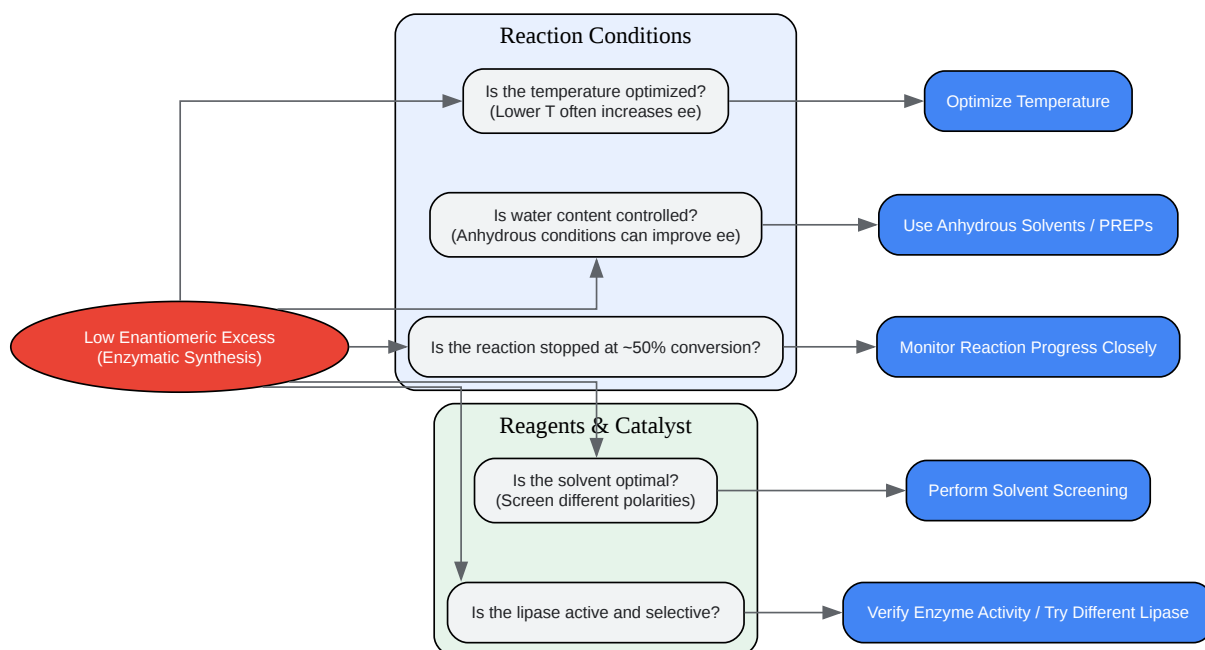 Reaction Conditions
Is the temperature optimized?
(Lower T often increases ee)
Optimize Temperature
Is water content controlled?
(Anhydrous conditions can improve ee)
Use Anhydrous Solvents / PREPs
Low Enantiomeric Excess
(Enzymatic Synthesis)
Is the reaction stopped at ~50% conversion?
Monitor Reaction Progress Closely
Reagents & Catalyst
Is the solvent optimal?
(Screen different polarities)
Perform Solvent Screening
Is the lipase active and selective?
Verify Enzyme Activity / Try Different Lipase